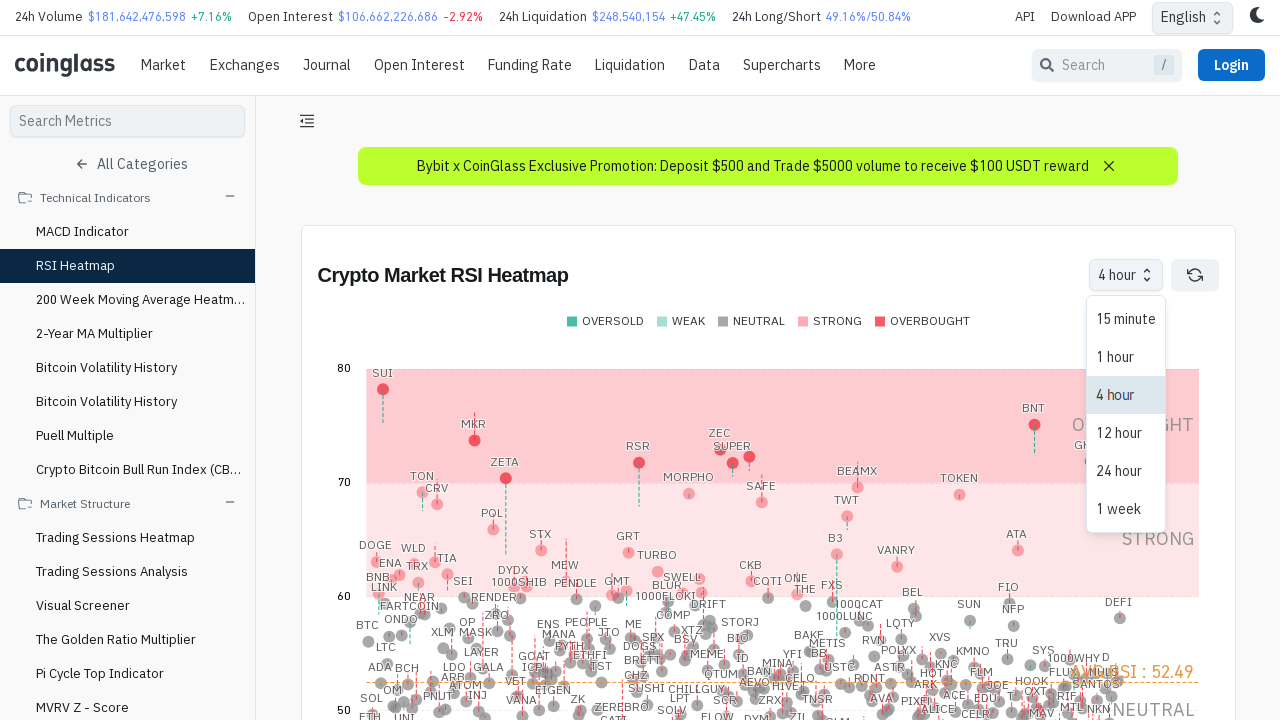 24h Volume $181,642,476,598 +7.16% Open Interest $106,662,226,686 -2.92% 24h Liquidation $248,540,154 +47.45% 24h Long/Short 49.16%/50.84% API Download APP English
coinglass Market Exchanges Journal Open Interest Funding Rate Liquidation Data Supercharts More Search / Login
Search Metrics
All Categories
Technical Indicators
MACD Indicator
RSI Heatmap
200 Week Moving Average Heatm...
2-Year MA Multiplier
Bitcoin Volatility History
Bitcoin Volatility History
Puell Multiple
Crypto Bitcoin Bull Run Index (CB...
Market Structure
Trading Sessions Heatmap
Trading Sessions Analysis
Visual Screener
The Golden Ratio Multiplier
Pi Cycle Top Indicator
MVRV Z - Score
Bybit x CoinGlass Exclusive Promotion: Deposit $500 and Trade $5000 volume to receive $100 USDT reward
Crypto Market RSI Heatmap
4 hour
15 minute
1 hour
4 hour
12 hour
24 hour
1 week
OVERSOLD WEAK NEUTRAL STRONG OVERBOUGHT
80
SUI
BNT
MKR
ZEC
RSR SUPER
ZETA
70
TON
CRV
MORPHO
SAFE
BEAMX
TOKEN
TWT
POL
STX
GRT
B3
ATA
STRONG
DOGE
WLD
TIA
ENA TRX
MEW
TURBO
VANRY
CKB
DYDX
BNB
LINK
SEI
1000SHIB
PENDLE
GMT
BLUR
SWELL
COTI
ONE
THE
FXS
FIO
60
NEAR
RENDER
1000FLOKI
BEL
DEFI
FARTCOIN
DRIFT
1000CAT
SUN
NFP
BTC
ONDO
OP
ZRO
ENS
PEOPLE
ME
COMP
STORJ
1000LUNC
LQTY
XLM
MASK
MANA
JTO
SPX
XTZ
BIO
BAKE
LTC
LAYER
PYTH
DOGS
BSV
METIS
RVN
XVS
TRU
GOAT
ETHFI
BRETT
MEME
ID
YFI
BB
POLYX
KMNO
SYS
1000WHY
ADA
BCH
LDO
GALA
ICP
TST
CHZ
QTUM
BAN
MINA
USTC
ASTR
KNC
FLM
AVG RSI : 52.49
OM
ARB
ATOM
VET
EIGEN
SUSHI
AEVO
HIVE
CELO
RDNT
ARK
HOT
JOE
HOOK
SANTOS
SOL
PNUT
INJ
VANA
ZK
LPT
SCR
ZRX
TNSR
AVA
ACE
EDU
RIF
50
ETH
UNI
ZEREBRO
SOLV
FLOW
ZIL
ALICE
CELR
NKN
NEUTRAL